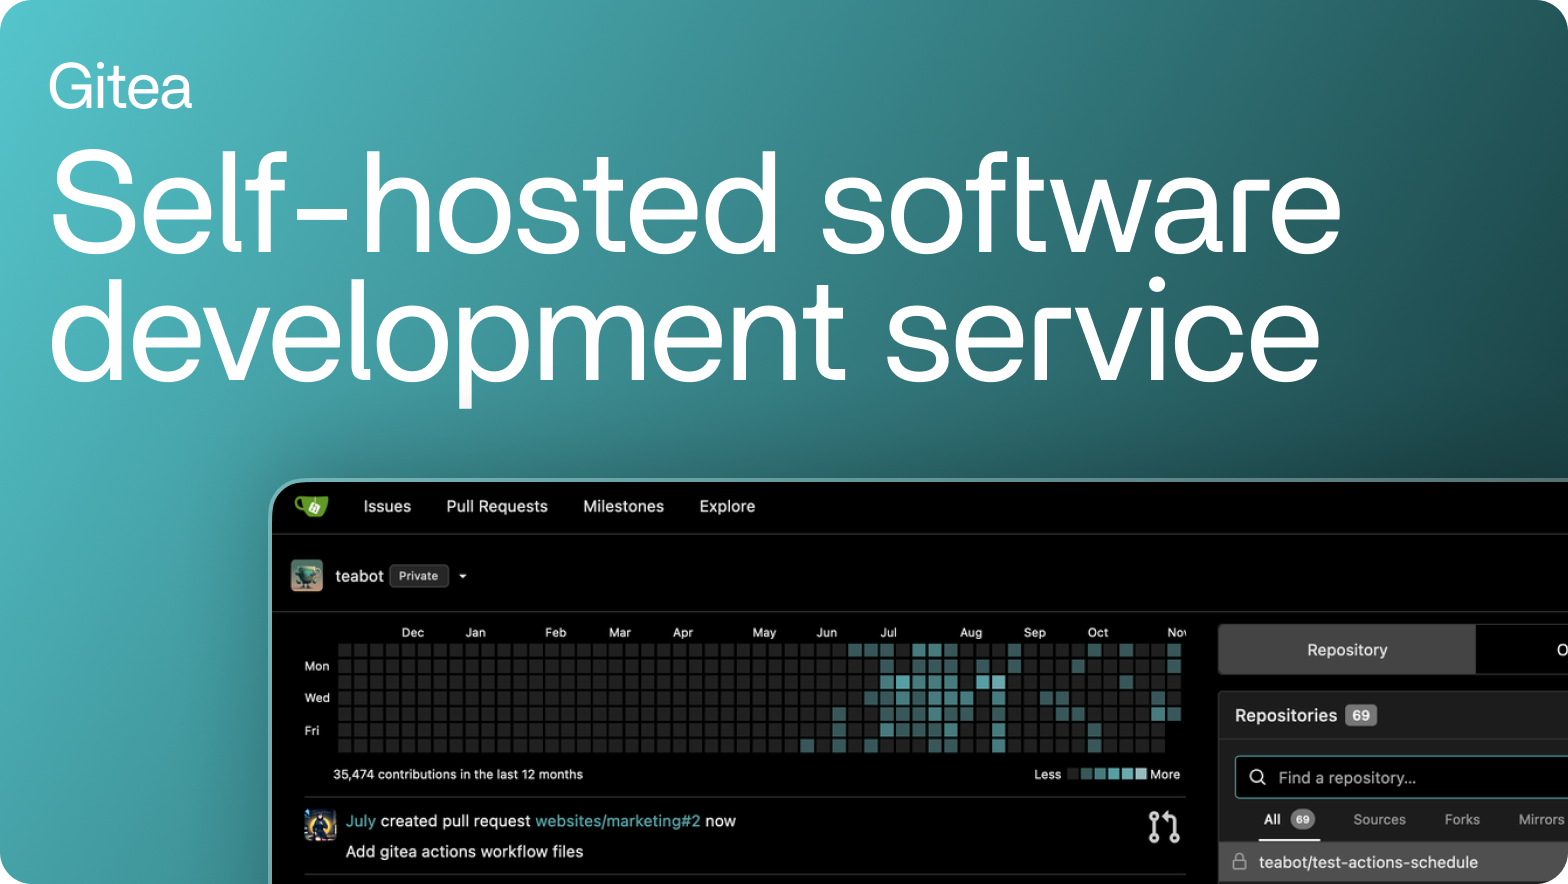 Gitea
Self-hosted software
development service
Issues Pull Requests Milestones Explore
teabot Private
Dec Jan Feb Mar Apr May Jun Jul Aug Sep Oct
Mon
Wed
Fri
35,474 contributions in the last 12 months
Less More
July created pull request websites/marketing#2 now
Add gitea actions workflow files
Repository
Repositories 69
Find a repository...
All 69 Sources Forks Mirrors
teabot/test-actions-schedule